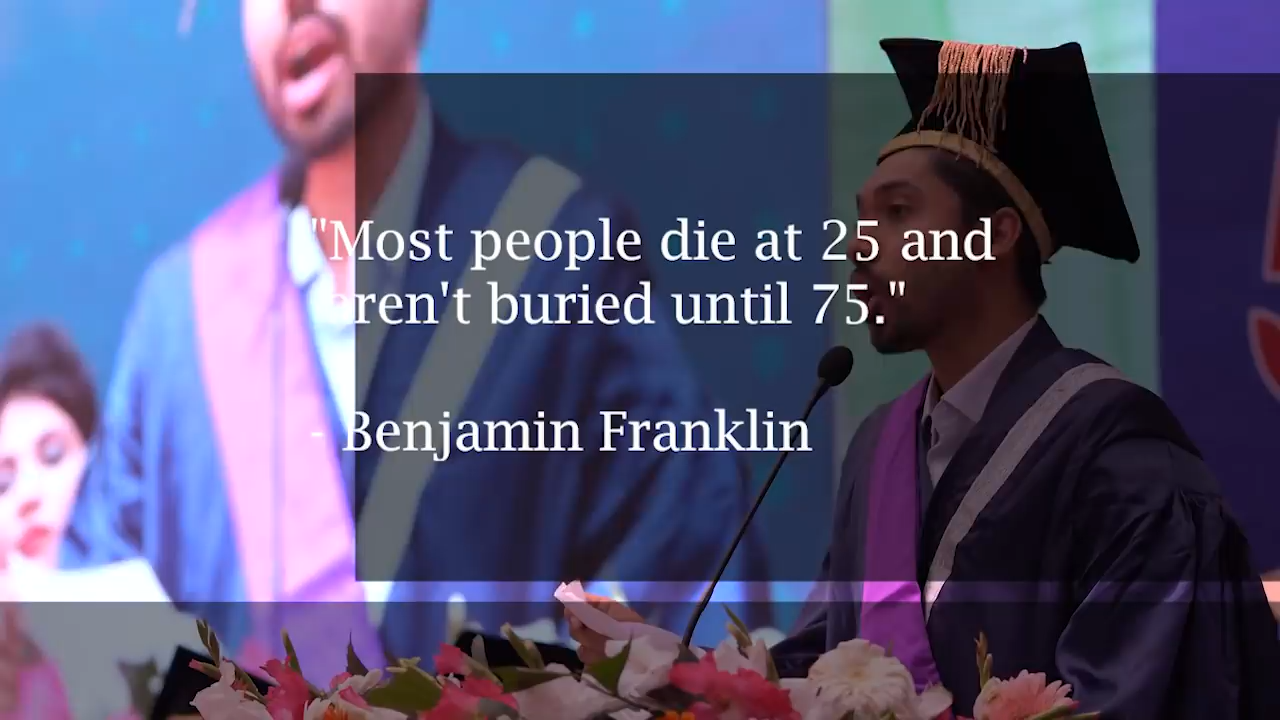 "Most people die at 25 and
aren't buried until 75."
- Benjamin Franklin